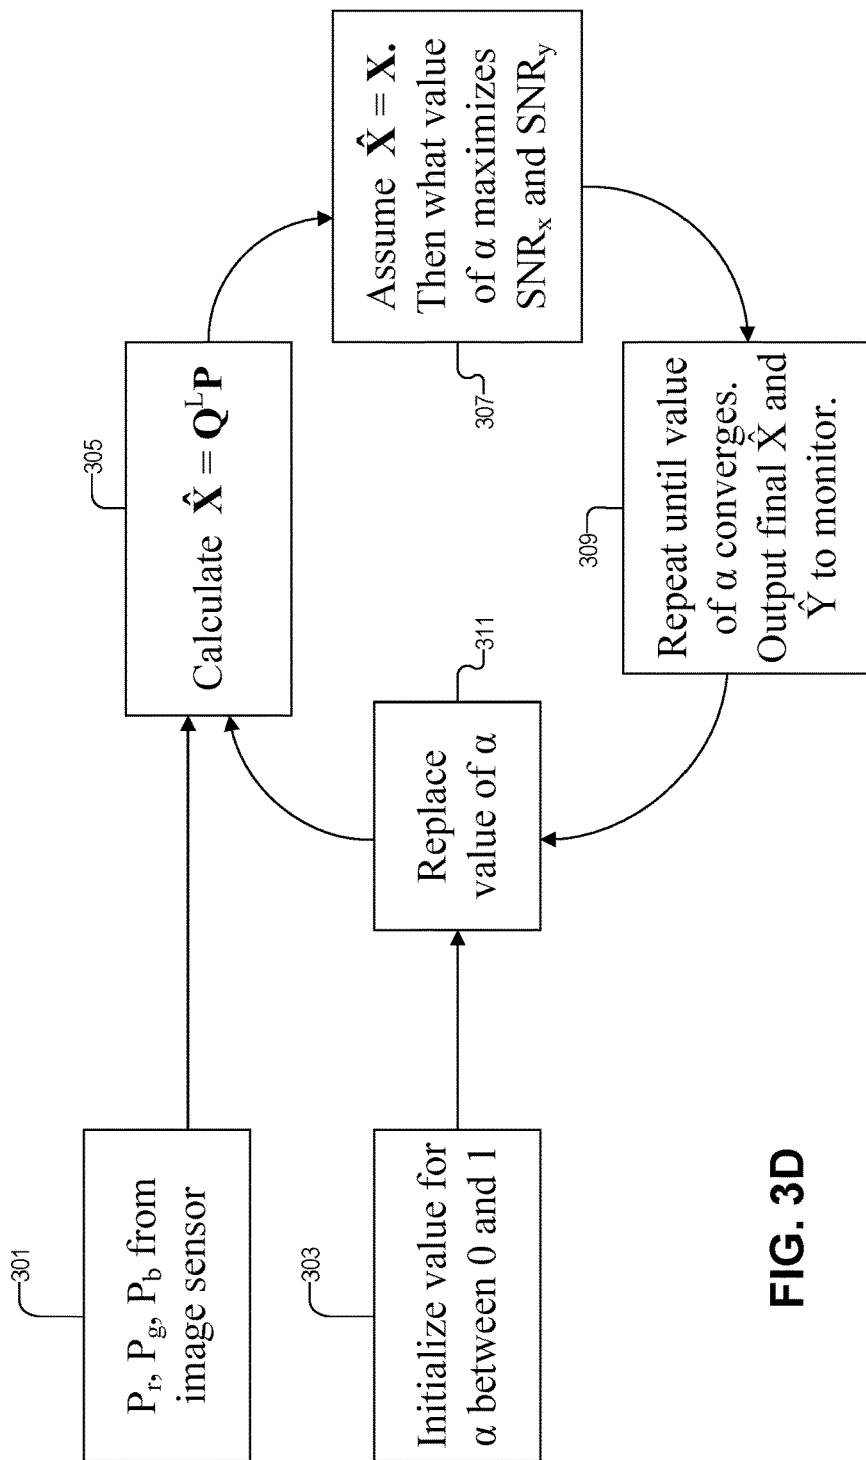 301
P_r, P_g, P_b from
image sensor
303
Initialize value for
α between 0 and 1
305
Calculate X̂ = Q^L P
307
Assume X̂ = X.
Then what value
of α maximizes
SNR_x and SNR_y
309
Repeat until value
of α converges.
Output final X̂ and
Ŷ to monitor.
311
Replace
value of α
FIG. 3D